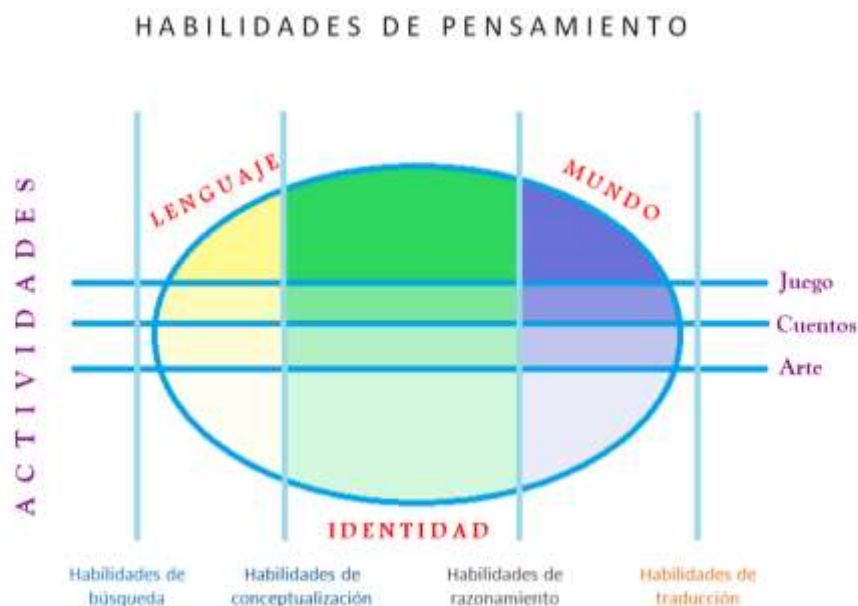 HABILIDADES DE PENSAMIENTO
ACTIVIDADES
LENGUAJE
MUNDO
Juego
Cuentos
Arte
IDENTIDAD
Habilidades de
búsqueda
Habilidades de
conceptualización
Habilidades de
razonamiento
Habilidades de
traducción